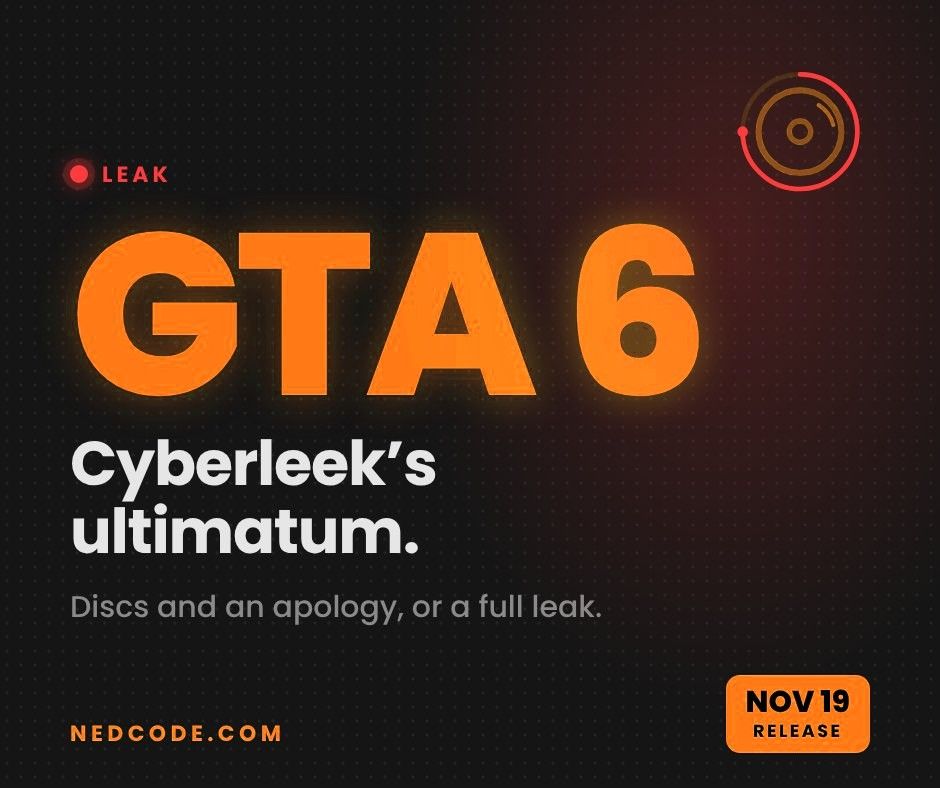 LEAK
GTA 6
Cyberleek’s
ultimatum.
Discs and an apology, or a full leak.
NEDCODE.COM
NOV 19
RELEASE